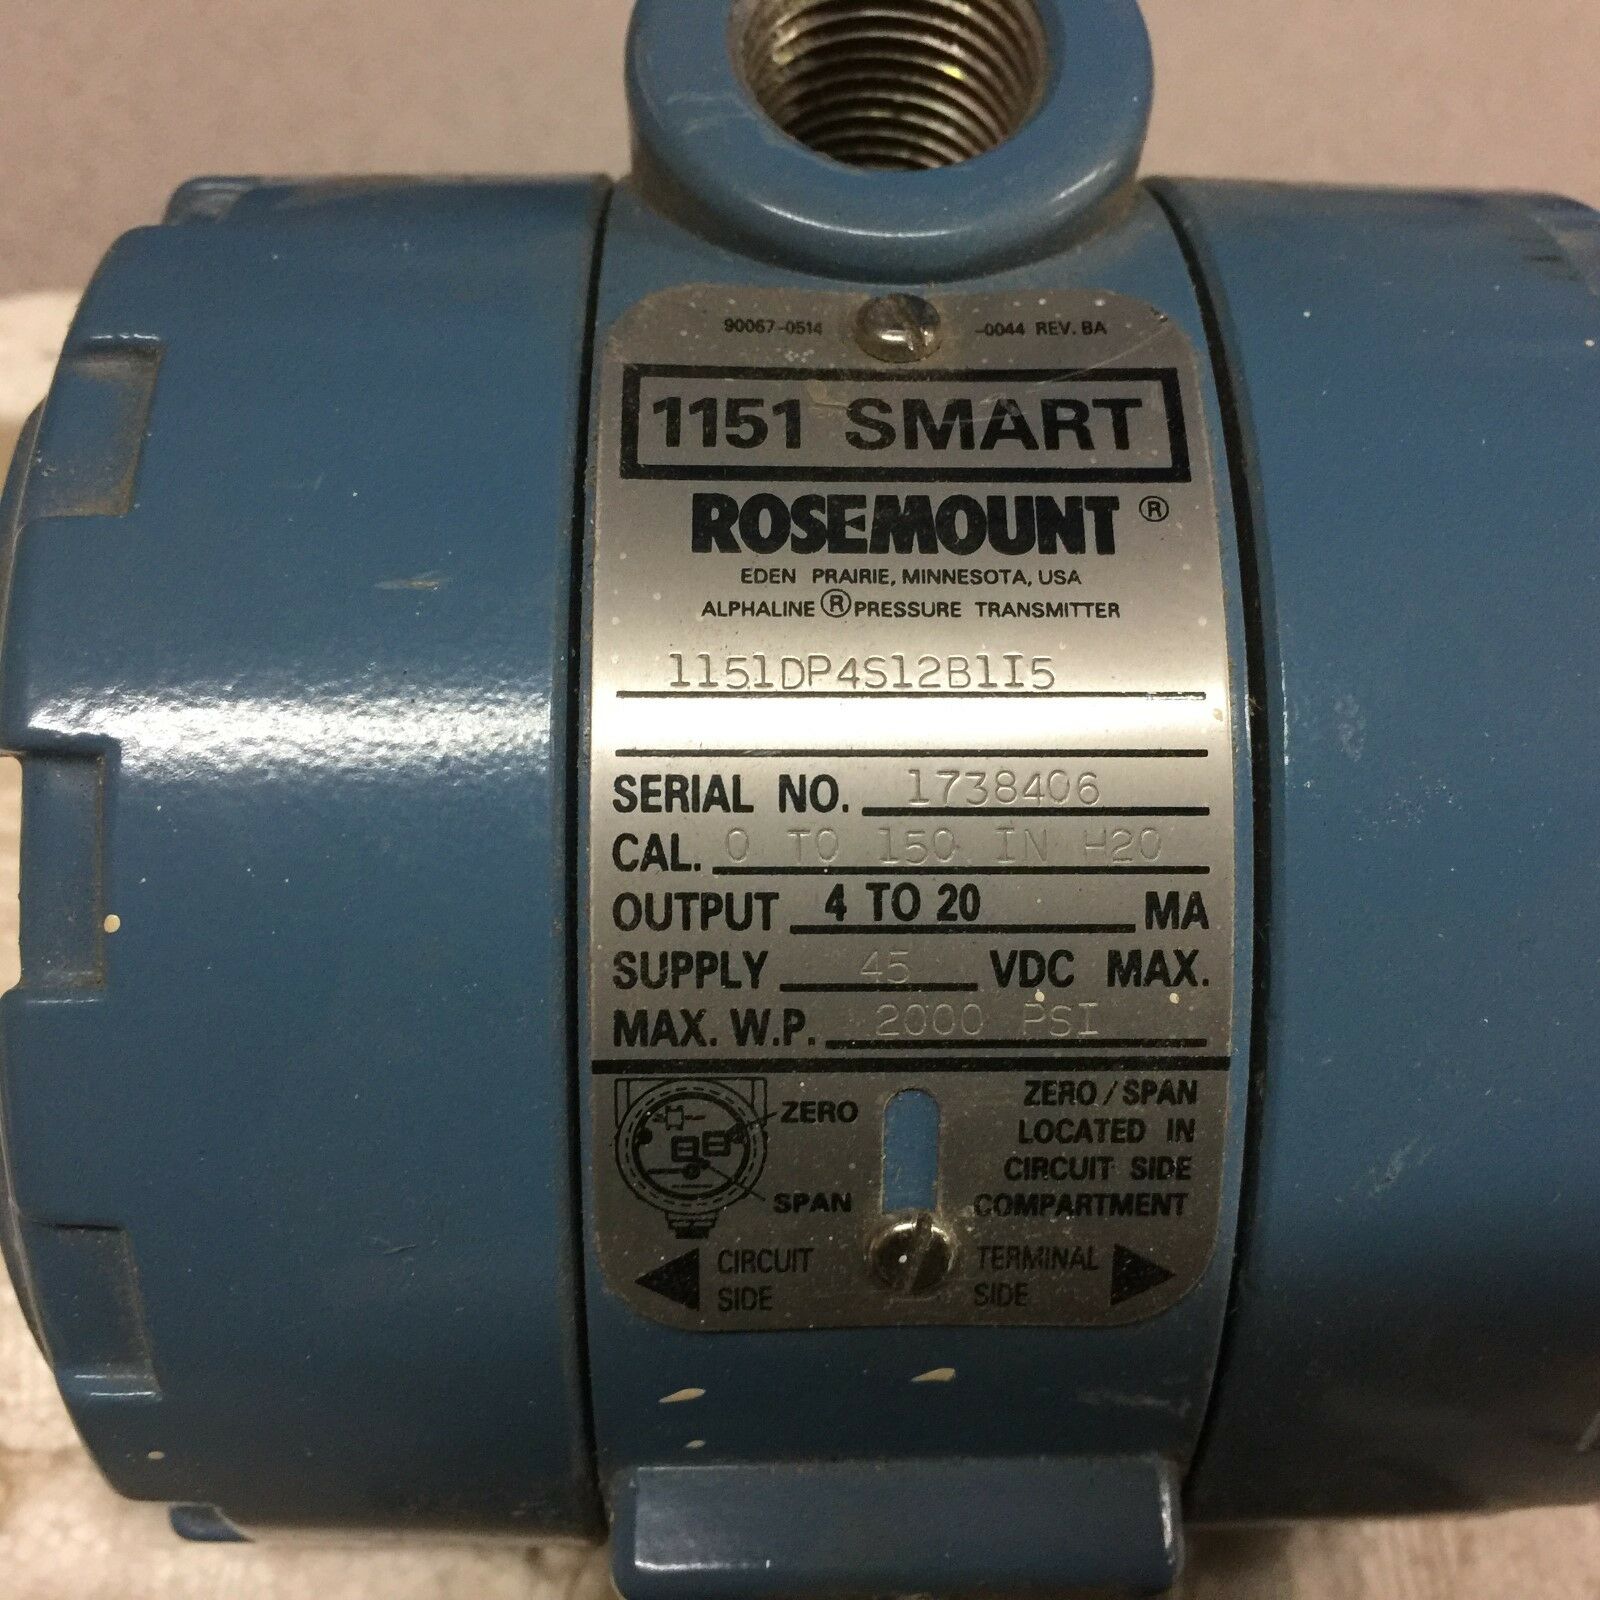 90067-0514 -0044 REV. BA
1151 SMART
ROSEMOUNT ®
EDEN PRAIRIE, MINNESOTA, USA
ALPHALINE ® PRESSURE TRANSMITTER
1151DP4S12B1I5
SERIAL NO. 1738406
CAL. 0 TO 150 IN H2O
OUTPUT 4 TO 20 MA
SUPPLY 45 VDC MAX.
MAX. W.P. 2000 PSI
ZERO
SPAN
ZERO/SPAN
LOCATED IN
CIRCUIT SIDE
COMPARTMENT
CIRCUIT
SIDE
TERMINAL
SIDE